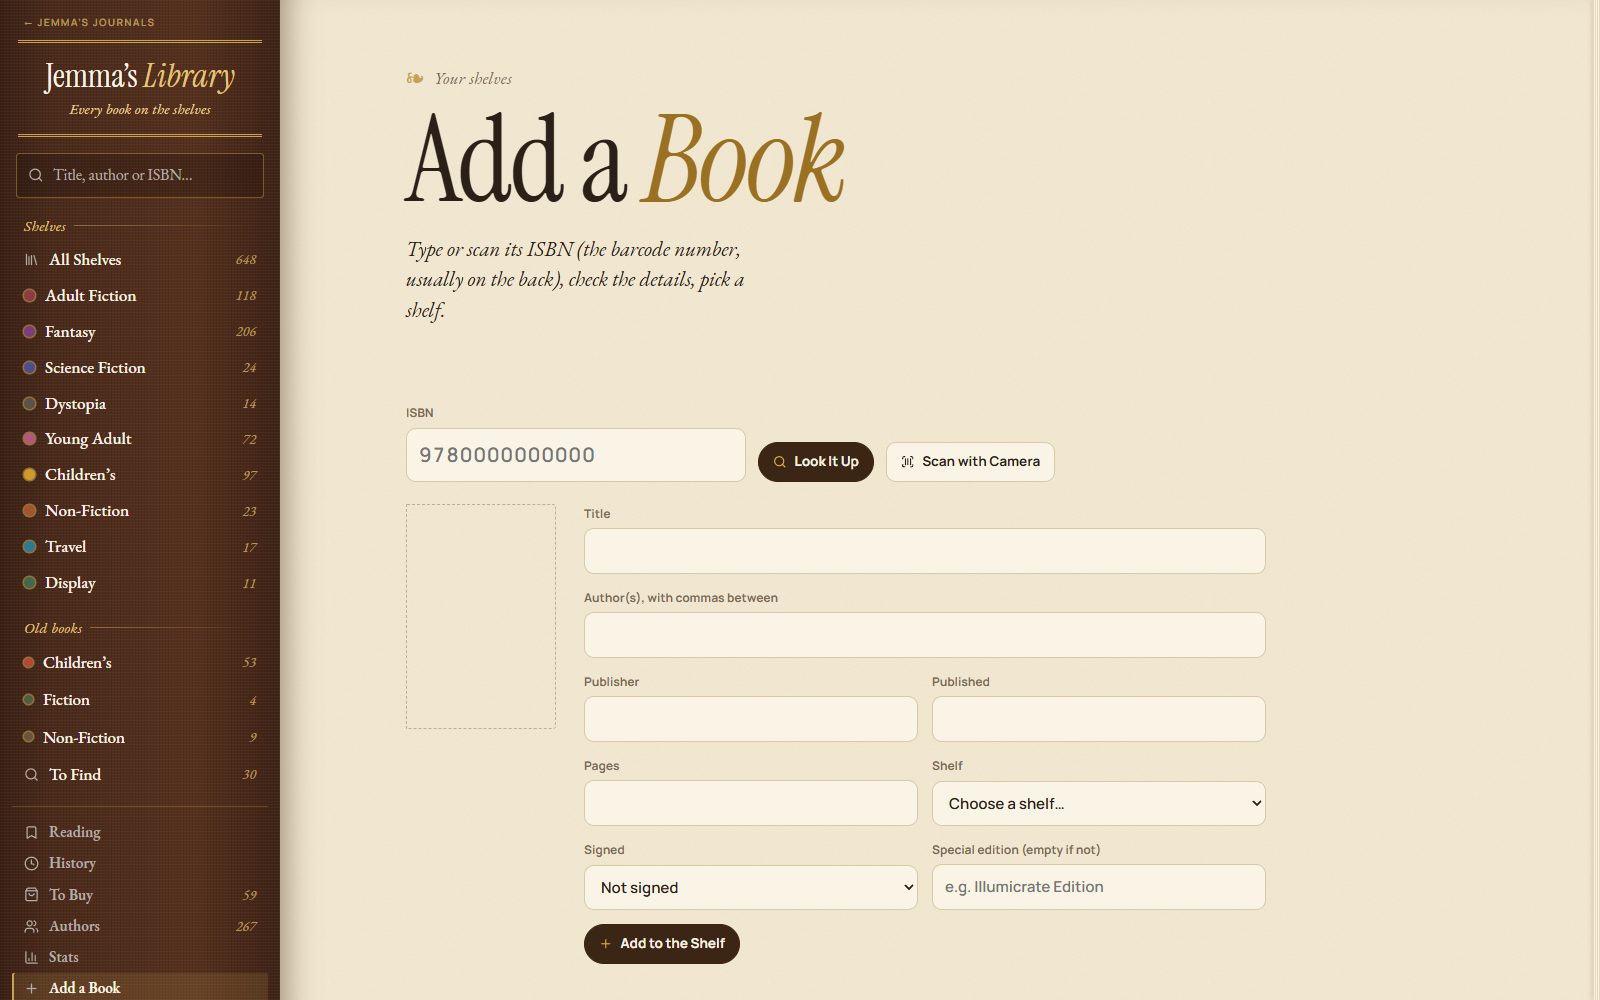 ← JEMMA'S JOURNALS
Jemma's Library
Every book on the shelves
Title, author or ISBN...
Shelves
All Shelves 648
Adult Fiction 118
Fantasy 206
Science Fiction 24
Dystopia 14
Young Adult 72
Children's 97
Non-Fiction 23
Travel 17
Display 11
Old books
Children's 53
Fiction 4
Non-Fiction 9
To Find 30
Reading
History
To Buy 59
Authors 267
Stats
Add a Book
Your shelves
Add a Book
Type or scan its ISBN (the barcode number,
usually on the back), check the details, pick a
shelf.
ISBN
9780000000000
Look It Up
Scan with Camera
Title
Author(s), with commas between
Publisher
Published
Pages
Shelf
Choose a shelf...
Signed
Special edition (empty if not)
Not signed
e.g. Illumicrate Edition
Add to the Shelf